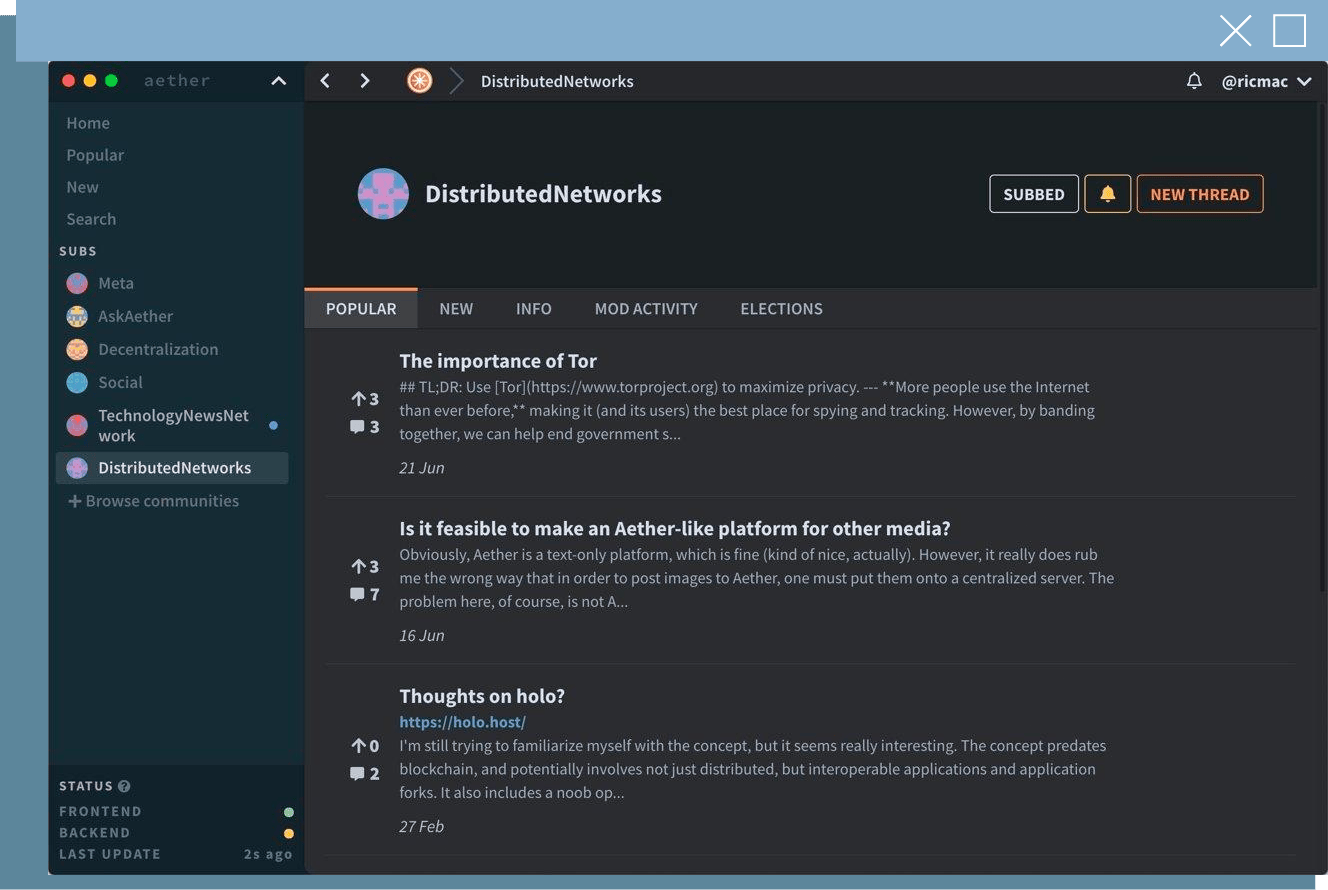 aether
DistributedNetworks
@ricmac
Home
Popular
New
Search
SUBS
Meta
AskAether
Decentralization
Social
TechnologyNewsNet
work
DistributedNetworks
Browse communities
STATUS ?
FRONTEND
BACKEND
LAST UPDATE 2s ago
DistributedNetworks
SUBBED
NEW THREAD
POPULAR NEW INFO MOD ACTIVITY ELECTIONS
The importance of Tor
## TL;DR: Use [Tor](https://www.torproject.org) to maximize privacy. --- **More people use the Internet
than ever before,** making it (and its users) the best place for spying and tracking. However, by banding
together, we can help end government s...
3
3
21 Jun
Is it feasible to make an Aether-like platform for other media?
Obviously, Aether is a text-only platform, which is fine (kind of nice, actually). However, it really does rub
me the wrong way that in order to post images to Aether, one must put them onto a centralized server. The
problem here, of course, is not A...
3
7
16 Jun
Thoughts on holo?
https://holo.host/
I'm still trying to familiarize myself with the concept, but it seems really interesting. The concept predates
blockchain, and potentially involves not just distributed, but interoperable applications and application
forks. It also includes a noob op...
0
2
27 Feb